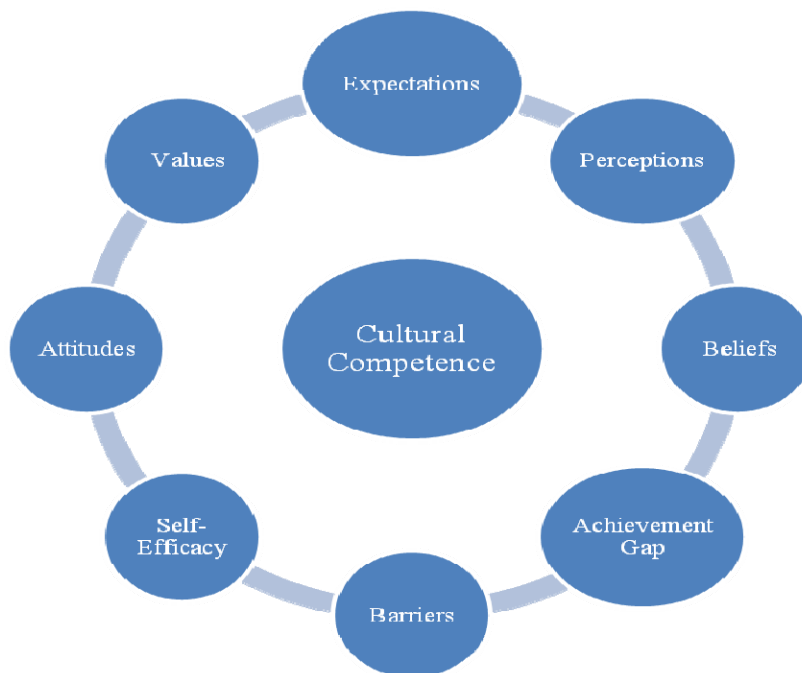 Expectations
Perceptions
Beliefs
Achievement
Gap
Barriers
Self-
Efficacy
Attitudes
Values
Cultural
Competence